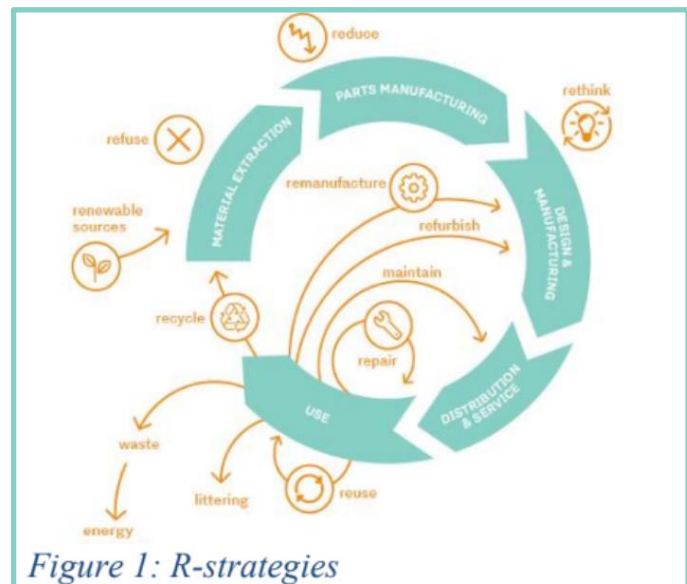 reduce
PARTS MANUFACTURING
rethink
refuse
MATERIAL EXTRACTION
remanufacture
renewable
sources
refurbish
DESIGN &
MANUFACTURING
maintain
recycle
repair
USE
DISTRIBUTION
& SERVICE
waste
littering
reuse
energy
Figure 1: R-strategies